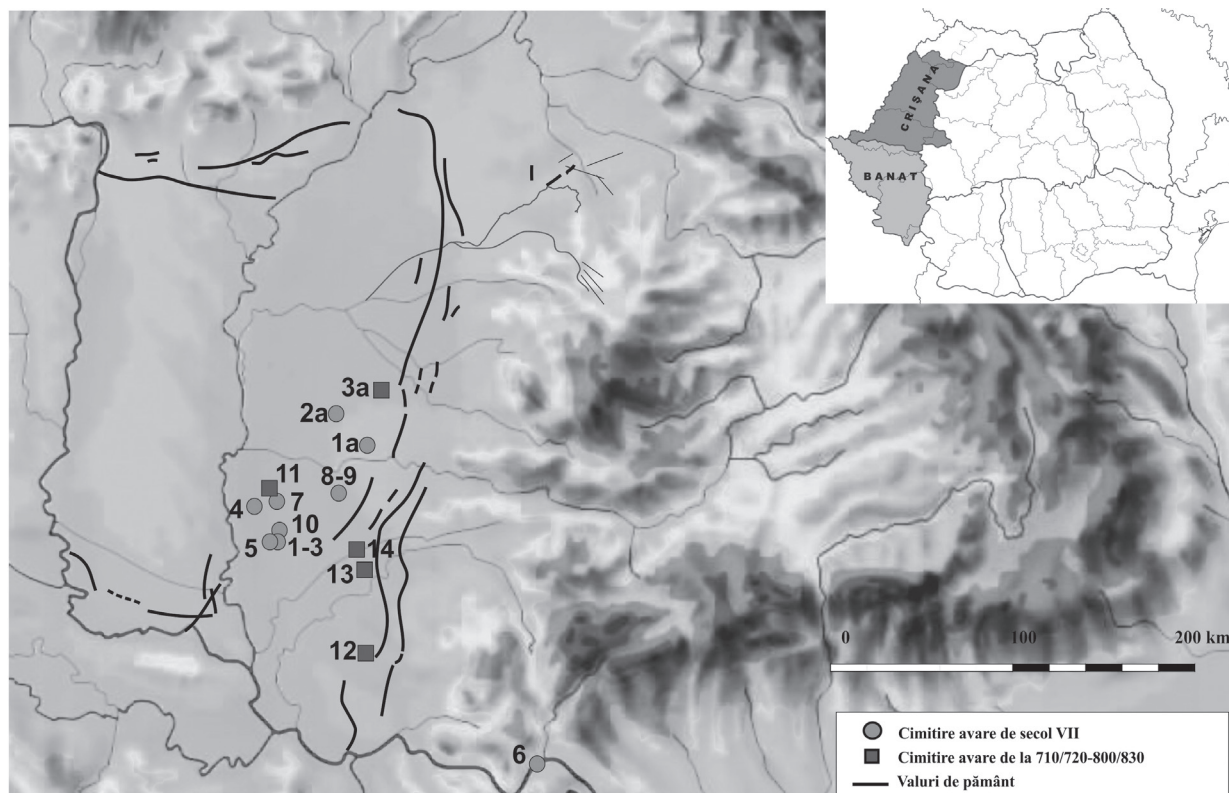 CRIȘANA
BANAT
I
3a
2a
1a
8-9
11
7
4
10
5
1-3
14
13
12
6
0 100 200 km
Cimitire avare de secol VII
Cimitire avare de la 710/720-800/830
Valuri de pământ